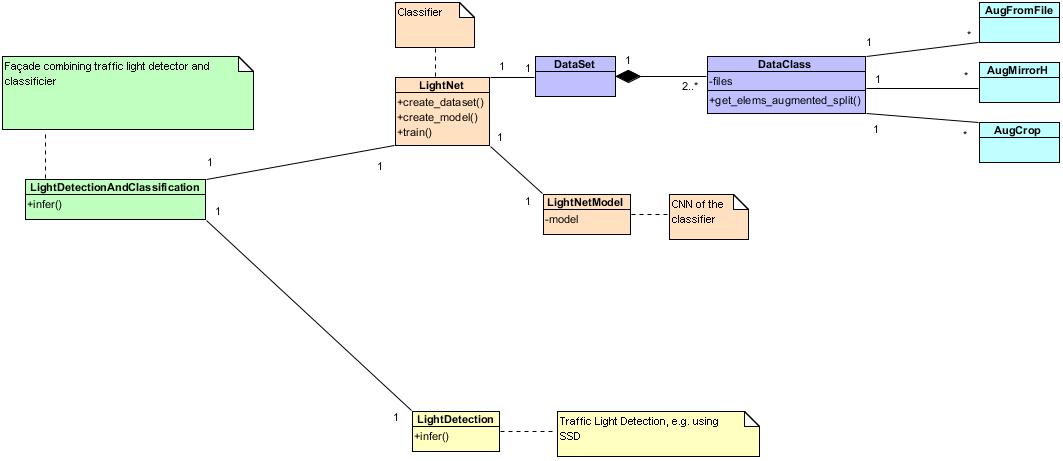 Classifier
AugFromFile
1
*
Façade combining traffic light detector and
classificier
1
1
DataSet
1
2..*
DataClass
-files
+get_elems_augmented_split()
1
*
AugMirrorH
LightNet
+create_dataset()
+create_model()
+train()
1
*
AugCrop
1
1
1
LightDetectionAndClassification
+infer()
1
1
LightNetModel
-model
CNN of the
classifier
1
LightDetection
+infer()
Traffic Light Detection, e.g. using
SSD